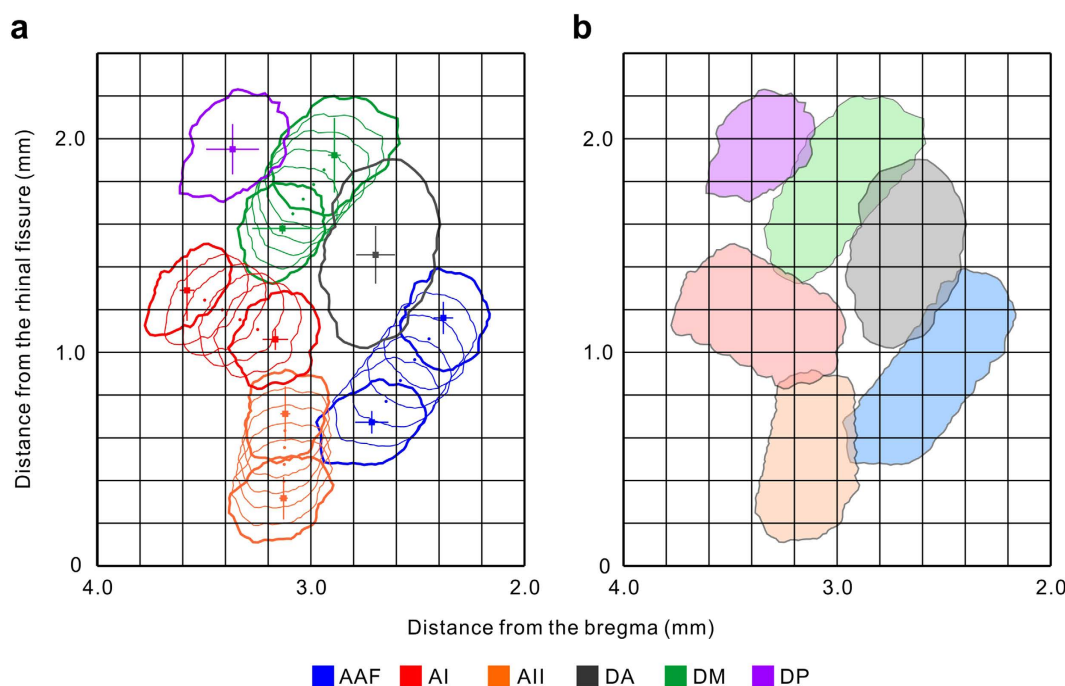 a
b
Distance from the rhinal fissure (mm)
2.0
1.0
0
4.0
3.0
2.0
2.0
1.0
0
4.0
3.0
2.0
Distance from the bregma (mm)
AAF AI AII DA DM DP